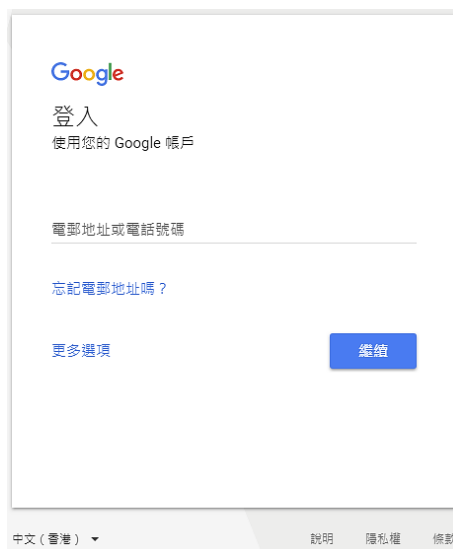 Google
登入
使用您的 Google 帳戶
電郵地址或電話號碼
忘記電郵地址嗎？
更多選項
繼續
中文（香港）
說明
隱私權
條款